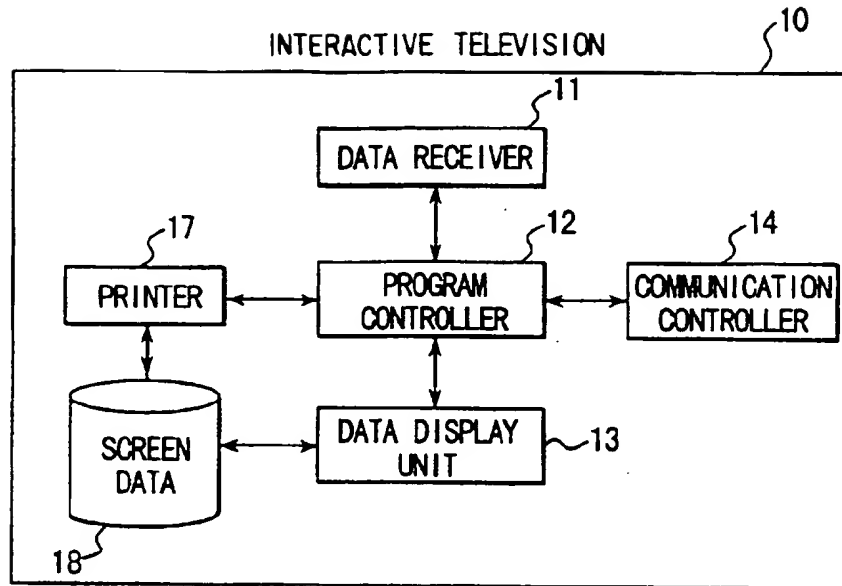 INTERACTIVE TELEVISION
10
11
DATA RECEIVER
17
12
14
PRINTER
PROGRAM
CONTROLLER
COMMUNICATION
CONTROLLER
SCREEN
DATA
DATA DISPLAY
UNIT
13
18